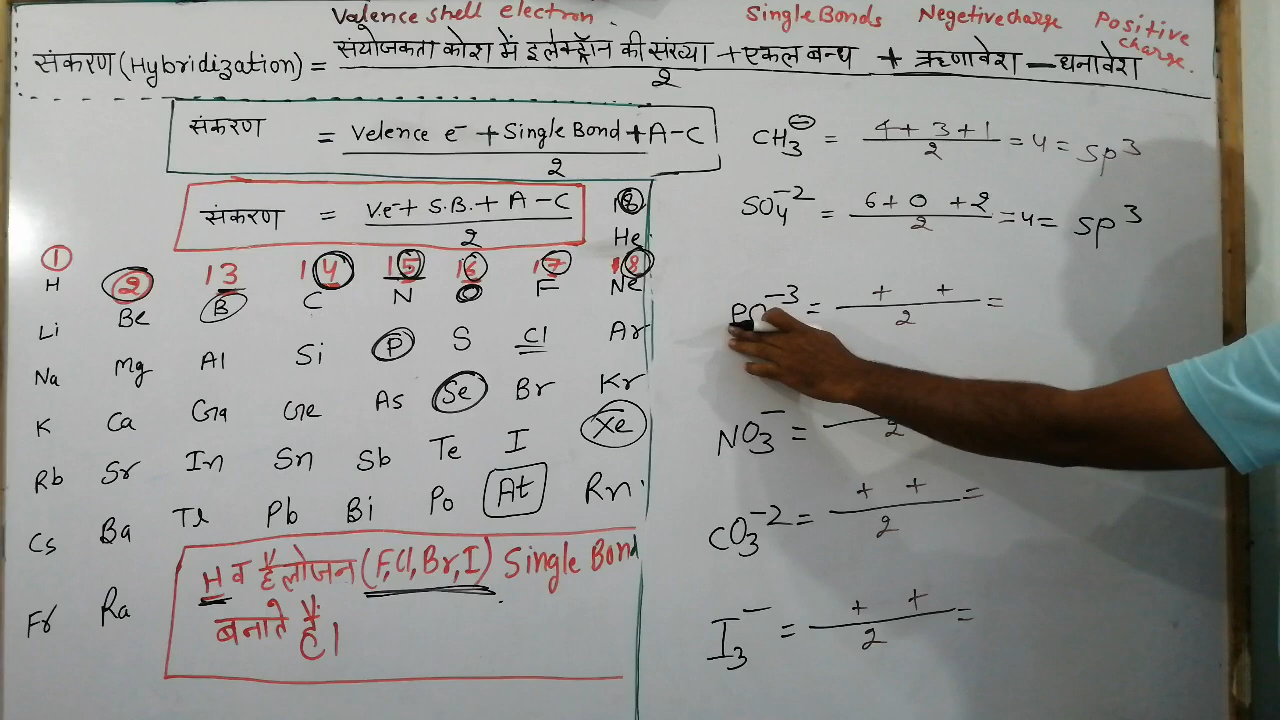 Valence shell electron. Single Bonds Negetive charge Positive charge.
संकरण (Hybridization) = संयोजकता कोश में इलेक्ट्रॉन की संख्या + एकल बन्ध + ऋणावेश — धनावेश
2
संकरण = Velence e⁻ + Single Bond + A - C
2
संकरण = V.e⁻ + S.B. + A - C
2
1 18
H He
2 13 14 15 16 17 18
Be B C N O F Ne
Li Mg Al Si P S Cl Ar
Na Ca Ga Ge As Se Br Kr
K Sr In Sn Sb Te I Xe
Rb Ba Tl Pb Bi Po At Rn
Cs Ra
Fr
H व हैलोजन (F, Cl, Br, I) Single Bond
बनाते हैं।
CH₃⊖ = 4 + 3 + 1 = 4 = sp³
2
SO₄⁻² = 6 + 0 + 2 = 4 = sp³
2
⁻³ = + + =
2
NO₃⁻ =
2
CO₃⁻² = + + =
2
I₃⁻ = + + =
2